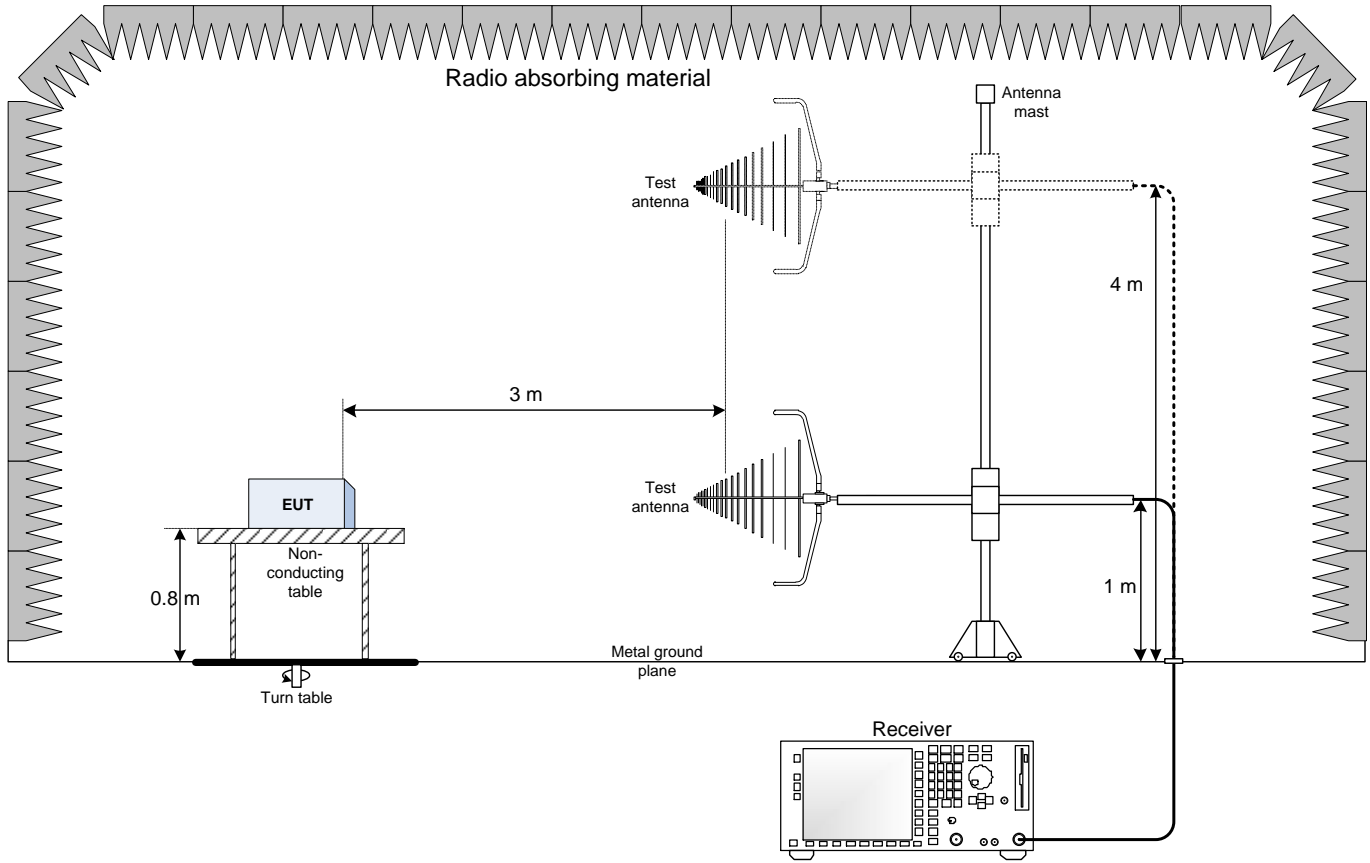 Radio absorbing material
Antenna
mast
Test
antenna
4 m
3 m
Test
antenna
EUT
Non-
conducting
table
0.8 m
1 m
Metal ground
plane
Turn table
Receiver